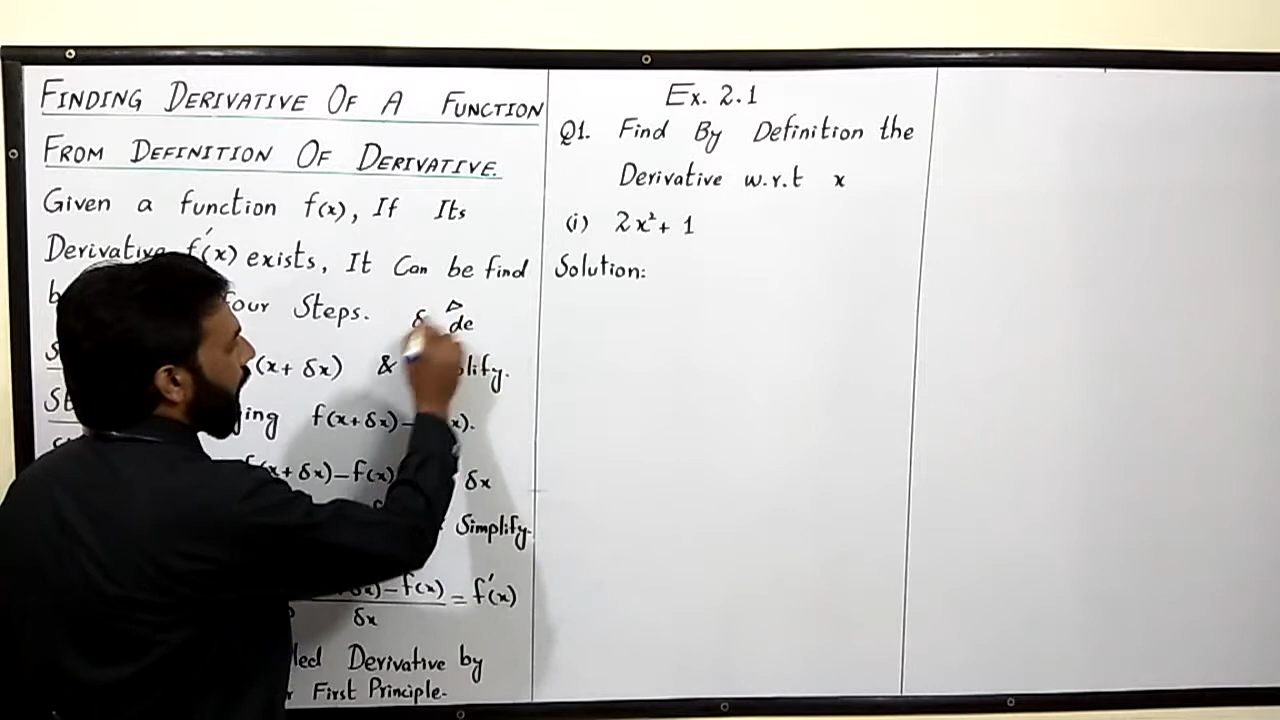 FINDING DERIVATIVE OF A FUNCTION
FROM DEFINITION OF DERIVATIVE.
Given a function f(x), If Its
Derivative f′(x) exists, It Can be find
four Steps. δ △
de
(x + δx) &
f(x+δx) –
(x + δx) – f(x) δx
Simplify.
– f(x) = f′(x)
δx
Derivative by
First Principle.
Ex. 2.1
Q1. Find By Definition the
Derivative w.r.t x
(i) 2x² + 1
Solution: